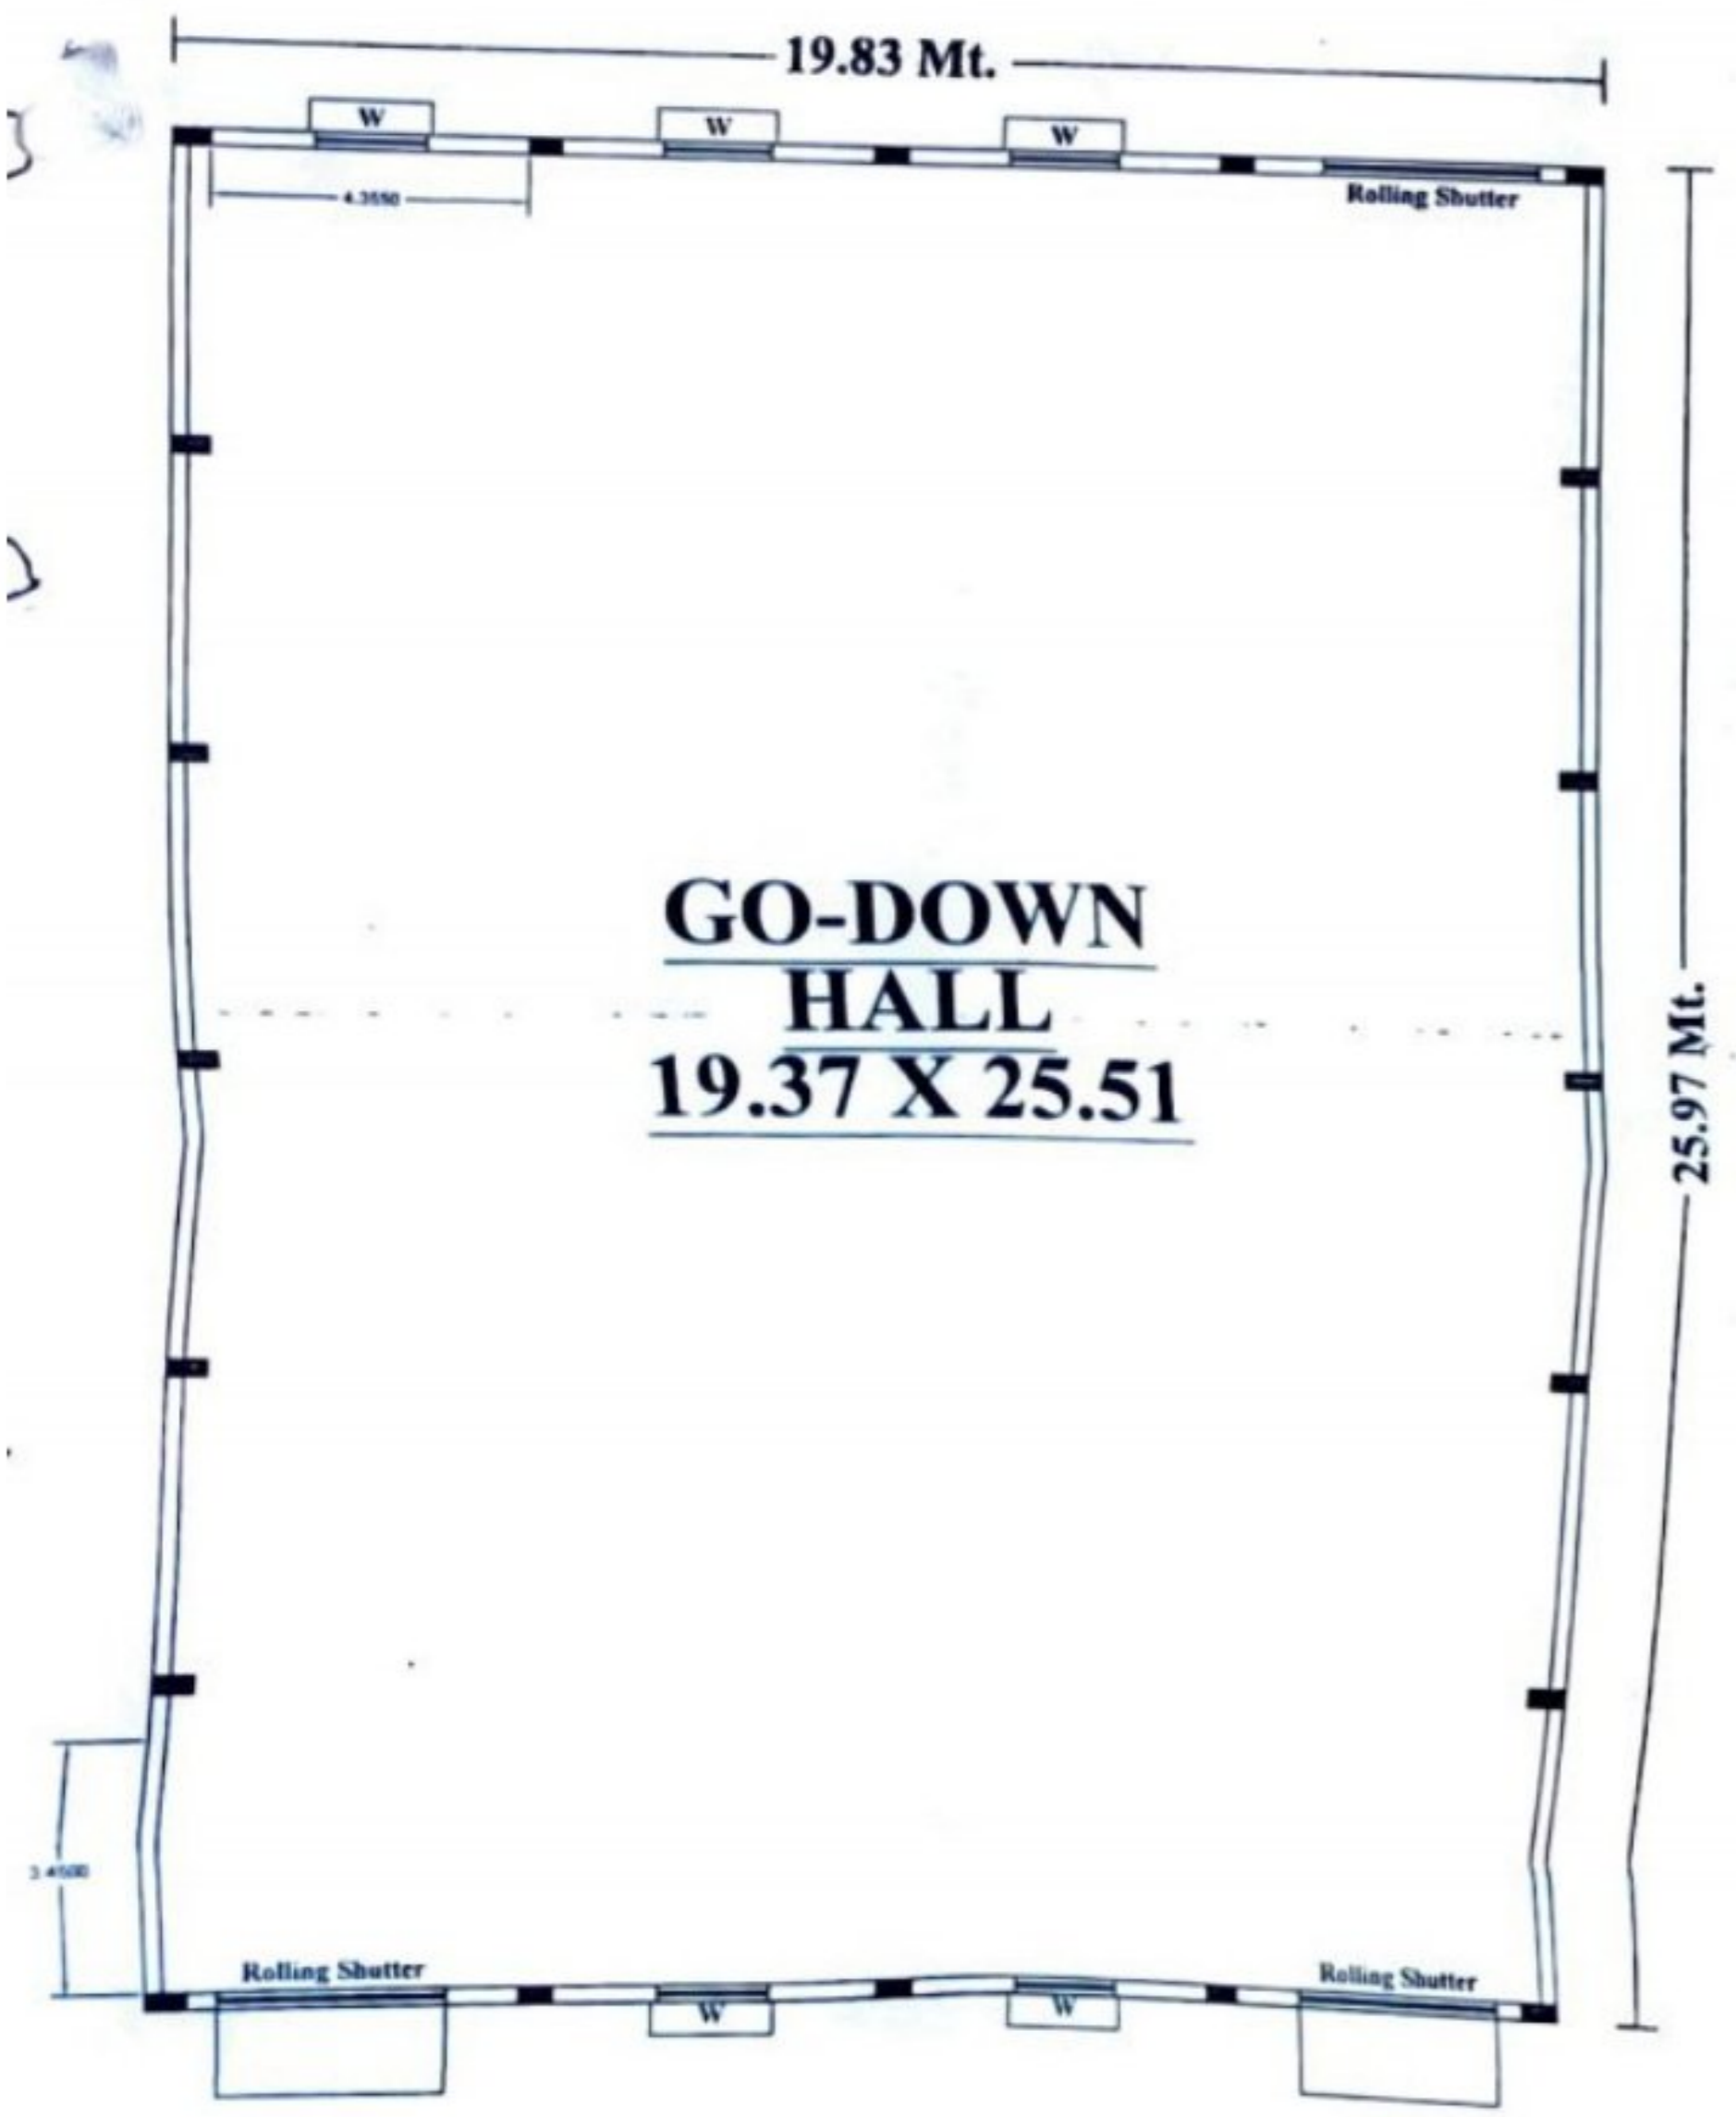 19.83 Mt.
W
W
W
Rolling Shutter
4.3550
GO-DOWN
HALL
19.37 X 25.51
25.97 Mt.
Rolling Shutter
Rolling Shutter
W
W